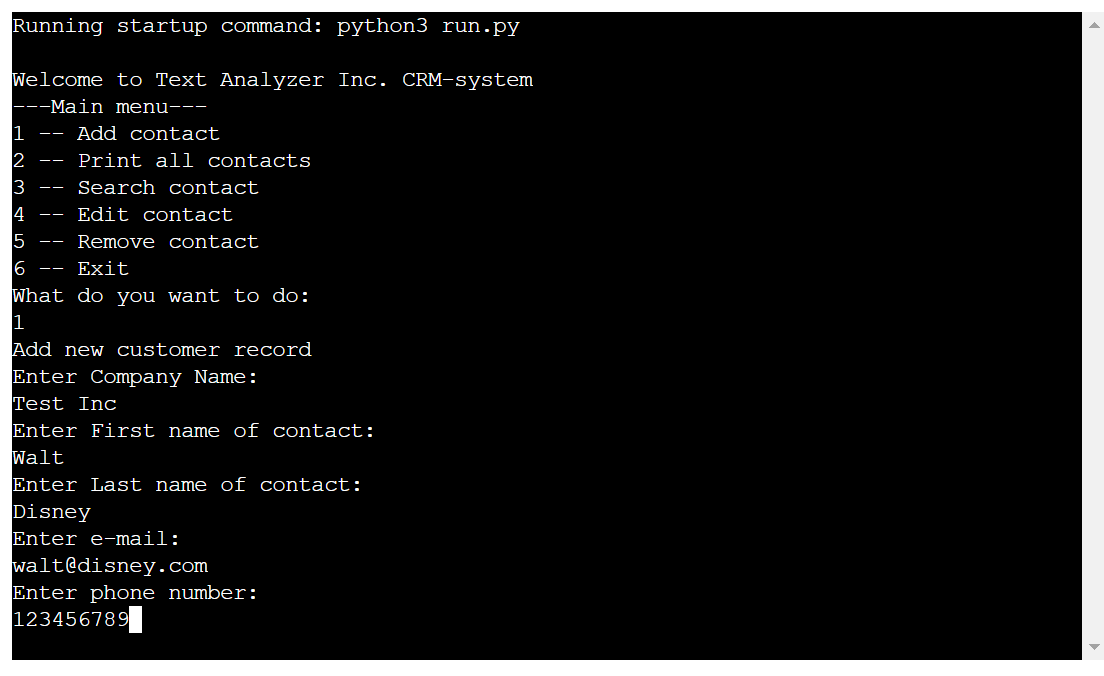 Running startup command: python3 run.py
Welcome to Text Analyzer Inc. CRM-system
---Main menu---
1 -- Add contact
2 -- Print all contacts
3 -- Search contact
4 -- Edit contact
5 -- Remove contact
6 -- Exit
What do you want to do:
1
Add new customer record
Enter Company Name:
Test Inc
Enter First name of contact:
Walt
Enter Last name of contact:
Disney
Enter e-mail:
walt@disney.com
Enter phone number:
123456789